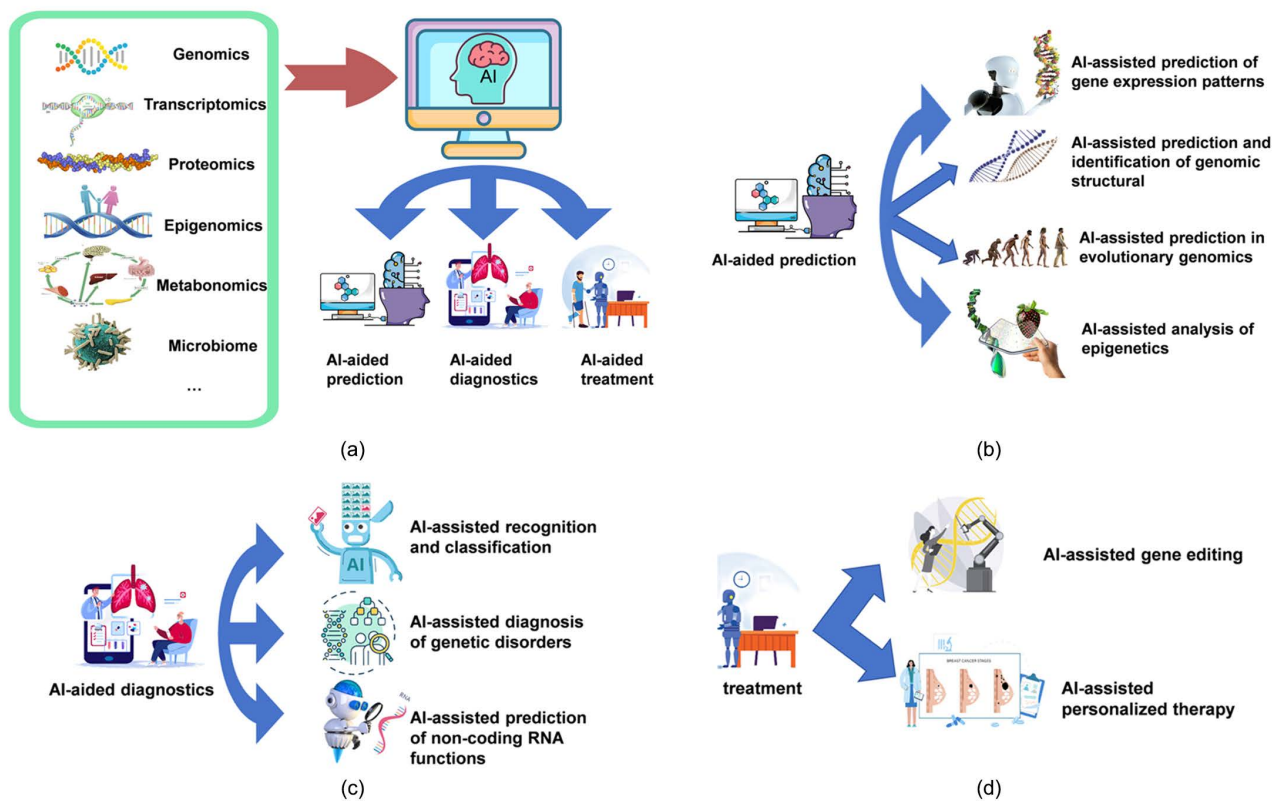 Genomics
Transcriptomics
Proteomics
Epigenomics
Metabonomics
Microbiome
...
AI
AI-aided
prediction
AI-aided
diagnostics
AI-aided
treatment
(a)
AI-aided prediction
AI-assisted prediction of
gene expression patterns
AI-assisted prediction and
identification of genomic
structural
AI-assisted prediction in
evolutionary genomics
AI-assisted analysis of
epigenetics
(b)
AI-aided diagnostics
AI
AI-assisted recognition
and classification
AI-assisted diagnosis
of genetic disorders
RNA
AI-assisted prediction
of non-coding RNA
functions
(c)
treatment
AI-assisted gene editing
BREAST CANCER STAGES
AI-assisted
personalized therapy
(d)